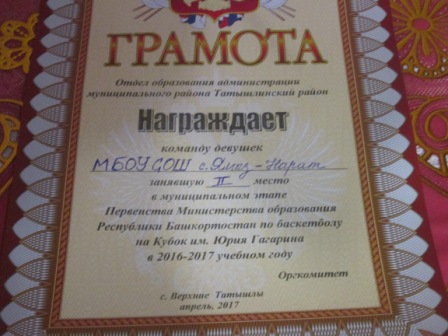 ГРАМОТА
Отдел образования администрации
муниципального района Татышлинский район
Награждает
команду девушек
МБОУ СОШ с. Ялгыз-Нарат
занявшую II место
в муниципальном этапе
Первенства Министерства образования
Республики Башкортостан по баскетболу
на Кубок им. Юрия Гагарина
в 2016-2017 учебном году
Оргкомитет
с. Верхние Татышлы
апрель, 2017